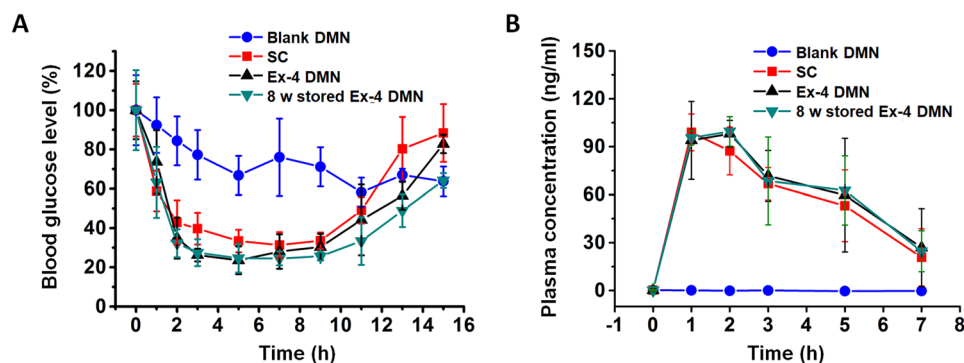 A
Blank DMN
SC
Ex-4 DMN
8 w stored Ex-4 DMN
Blood glucose level (%)
120
100
80
60
40
20
0
0 2 4 6 8 10 12 14 16
Time (h)
B
Blank DMN
SC
Ex-4 DMN
8 w stored Ex-4 DMN
Plasma concentration (ng/ml)
150
120
90
60
30
0
-1 0 1 2 3 4 5 6 7 8
Time (h)